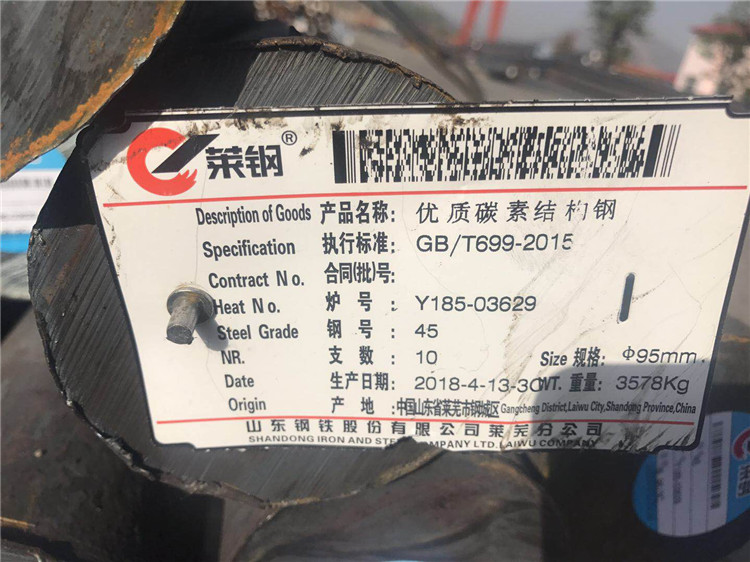 莱钢®
Description of Goods 产品名称: 优质碳素结构钢
Specification 执行标准: GB/T699-2015
Contract No. 合同(批)号:
Heat No. 炉 号: Y185-03629
Steel Grade 钢 号: 45
NR. 支 数: 10 Size 规格: Φ95mm
Date 生产日期: 2018-4-13-3 WT. 重量: 3578Kg
Origin 产 地: 中国山东省莱芜市钢城区 Gangcheng District,Laiwu City,Shandong Province,China
山东钢铁股份有限公司莱芜分公司
SHANDONG IRON AND STEEL COMPANY LTD.LAIWU COMPANY